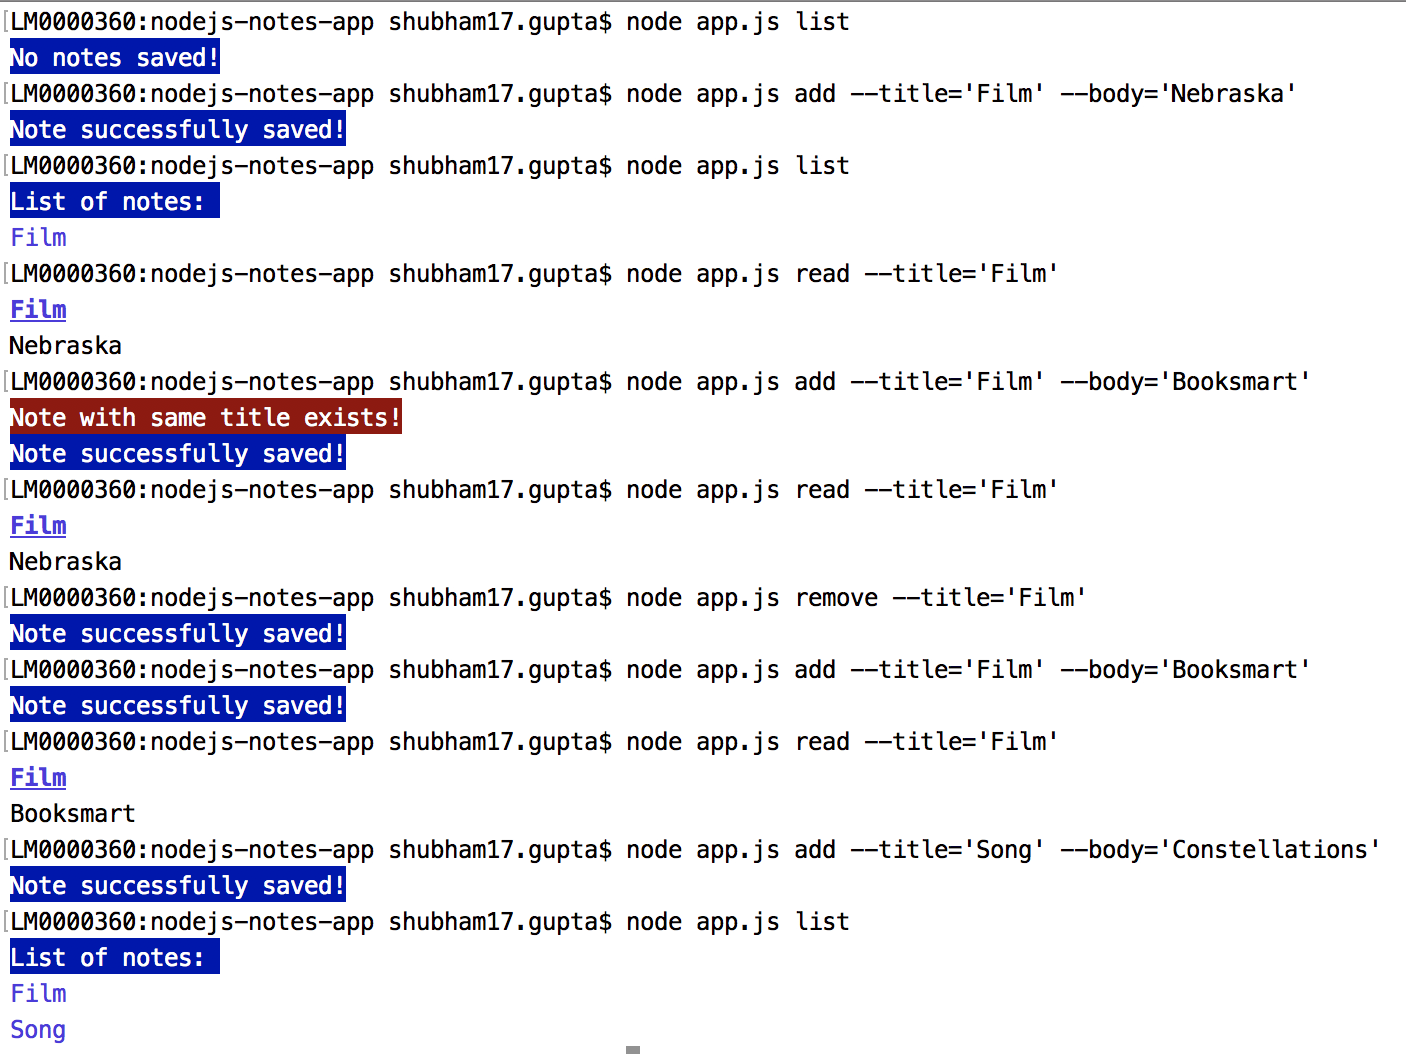 [LM0000360:nodejs-notes-app shubham17.gupta$ node app.js list
No notes saved!
[LM0000360:nodejs-notes-app shubham17.gupta$ node app.js add --title='Film' --body='Nebraska'
Note successfully saved!
[LM0000360:nodejs-notes-app shubham17.gupta$ node app.js list
List of notes:
Film
[LM0000360:nodejs-notes-app shubham17.gupta$ node app.js read --title='Film'
Film
Nebraska
[LM0000360:nodejs-notes-app shubham17.gupta$ node app.js add --title='Film' --body='Booksmart'
Note with same title exists!
Note successfully saved!
[LM0000360:nodejs-notes-app shubham17.gupta$ node app.js read --title='Film'
Film
Nebraska
[LM0000360:nodejs-notes-app shubham17.gupta$ node app.js remove --title='Film'
Note successfully saved!
[LM0000360:nodejs-notes-app shubham17.gupta$ node app.js add --title='Film' --body='Booksmart'
Note successfully saved!
[LM0000360:nodejs-notes-app shubham17.gupta$ node app.js read --title='Film'
Film
Booksmart
[LM0000360:nodejs-notes-app shubham17.gupta$ node app.js add --title='Song' --body='Constellations'
Note successfully saved!
[LM0000360:nodejs-notes-app shubham17.gupta$ node app.js list
List of notes:
Film
Song